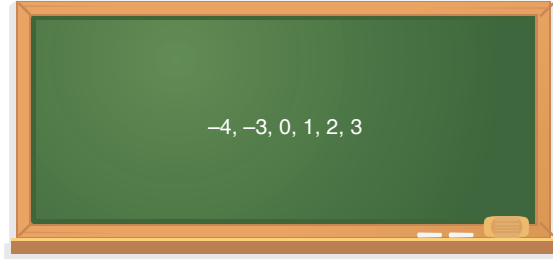 –4, –3, 0, 1, 2, 3